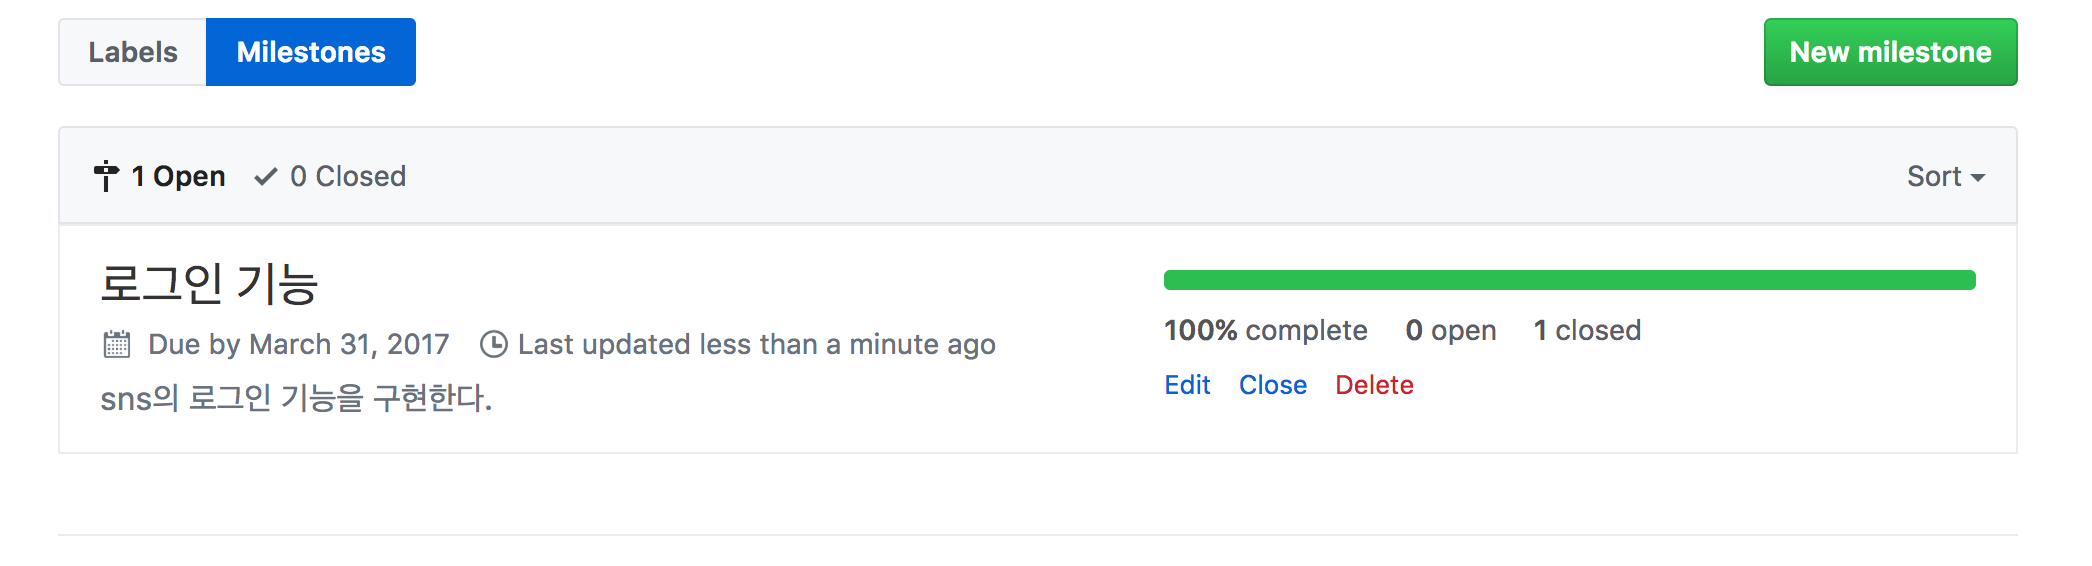 Labels Milestones New milestone
1 Open 0 Closed Sort
로그인 기능
Due by March 31, 2017 Last updated less than a minute ago
sns의 로그인 기능을 구현한다.
100% complete 0 open 1 closed
Edit Close Delete